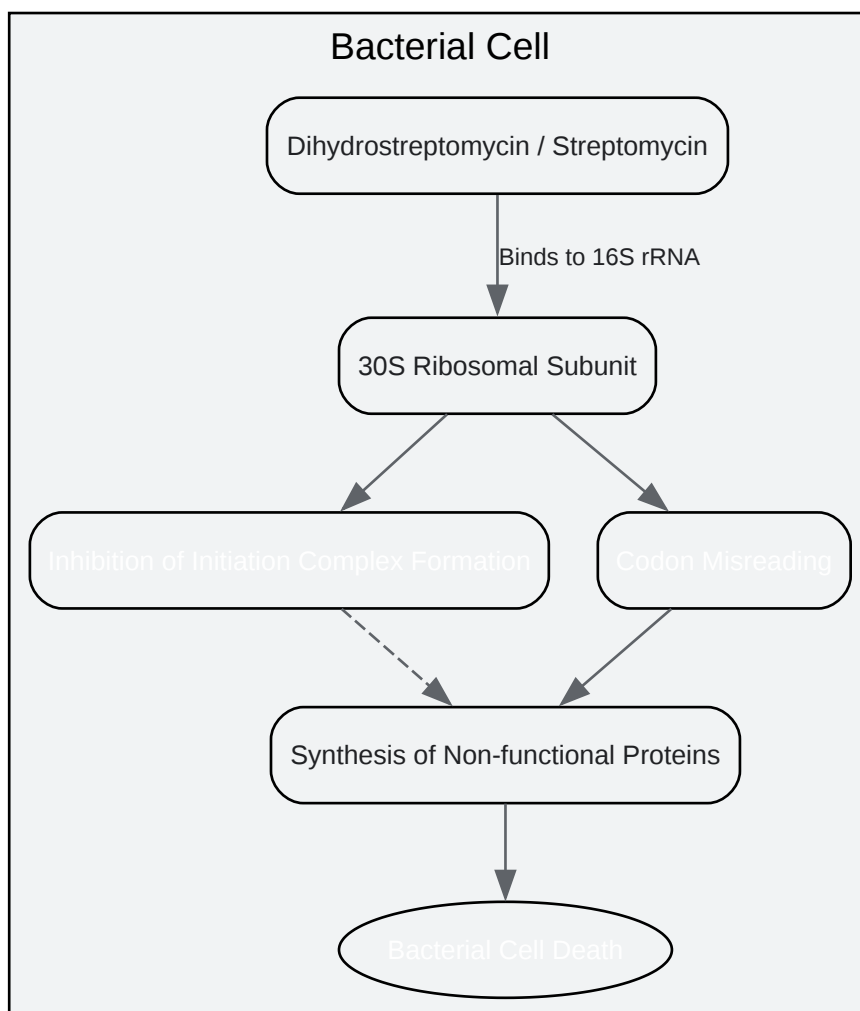 Bacterial Cell
Dihydrostreptomycin / Streptomycin
Binds to 16S rRNA
30S Ribosomal Subunit
Inhibition of Initiation Complex Formation
Codon Misreading
Synthesis of Non-functional Proteins
Bacterial Cell Death